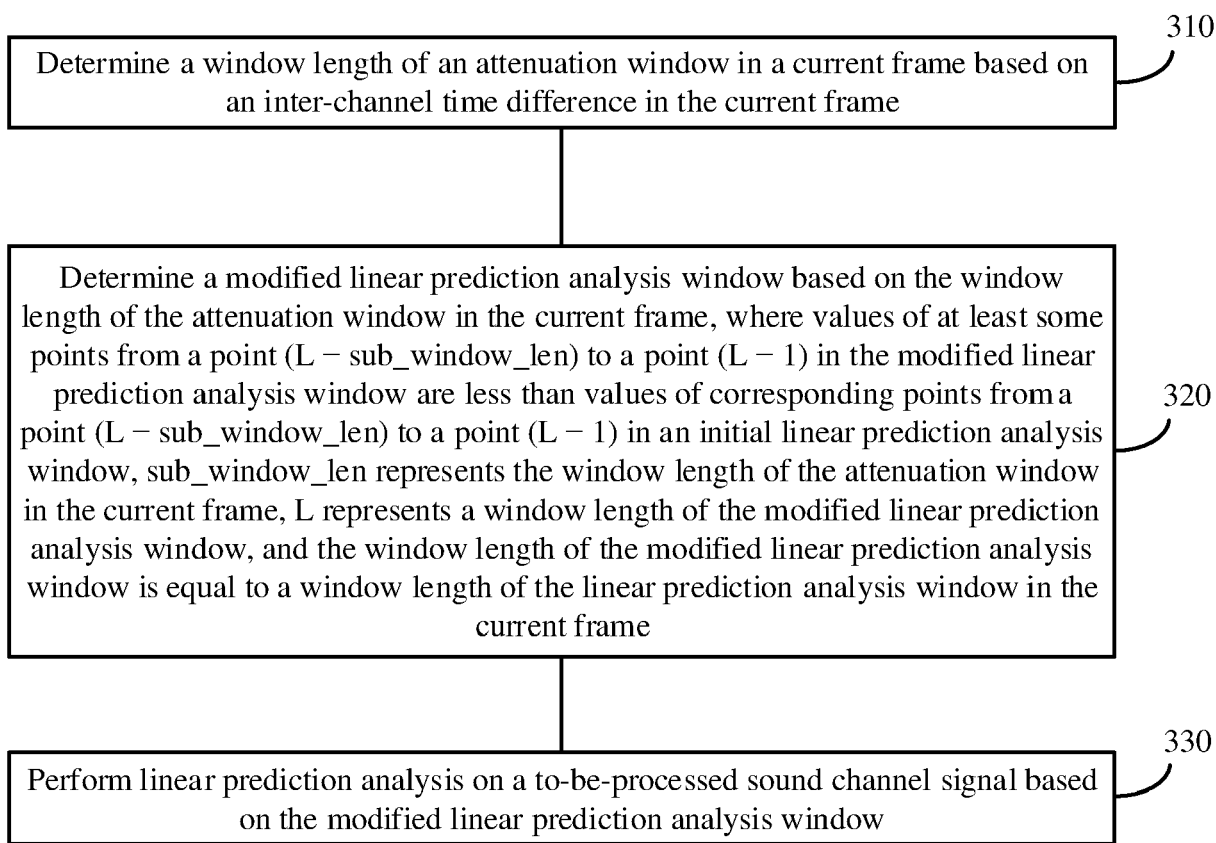 310
Determine a window length of an attenuation window in a current frame based on
an inter-channel time difference in the current frame
Determine a modified linear prediction analysis window based on the window
length of the attenuation window in the current frame, where values of at least some
points from a point (L − sub_window_len) to a point (L − 1) in the modified linear
prediction analysis window are less than values of corresponding points from a
point (L − sub_window_len) to a point (L − 1) in an initial linear prediction analysis
window, sub_window_len represents the window length of the attenuation window
in the current frame, L represents a window length of the modified linear prediction
analysis window, and the window length of the modified linear prediction analysis
window is equal to a window length of the linear prediction analysis window in the
current frame
320
330
Perform linear prediction analysis on a to-be-processed sound channel signal based
on the modified linear prediction analysis window